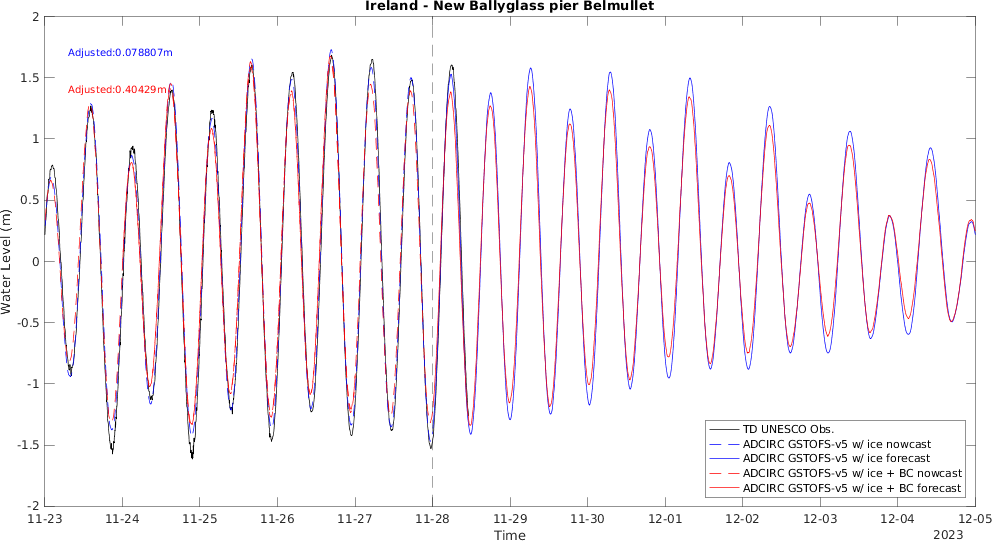 Ireland - New Ballyglass pier Belmullet
Adjusted:0.078807m
Adjusted:0.40429m
Water Level (m)
2
1.5
1
0.5
0
-0.5
-1
-1.5
-2
TD UNESCO Obs.
ADCIRC GSTOFS-v5 w/ ice nowcast
ADCIRC GSTOFS-v5 w/ ice forecast
ADCIRC GSTOFS-v5 w/ ice + BC nowcast
ADCIRC GSTOFS-v5 w/ ice + BC forecast
11-23 11-24 11-25 11-26 11-27 11-28 11-29 11-30 12-01 12-02 12-03 12-04 12-05
Time
2023